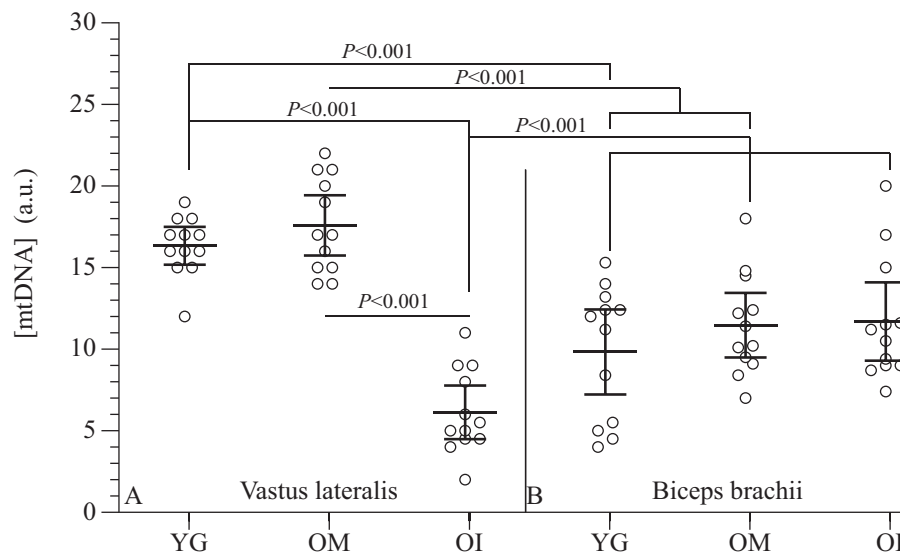 30
25
20
15
10
5
0
[mtDNA] (a.u.)
P<0.001
P<0.001
P<0.001
P<0.001
P<0.001
A Vastus lateralis
B Biceps brachii
YG OM OI YG OM OI